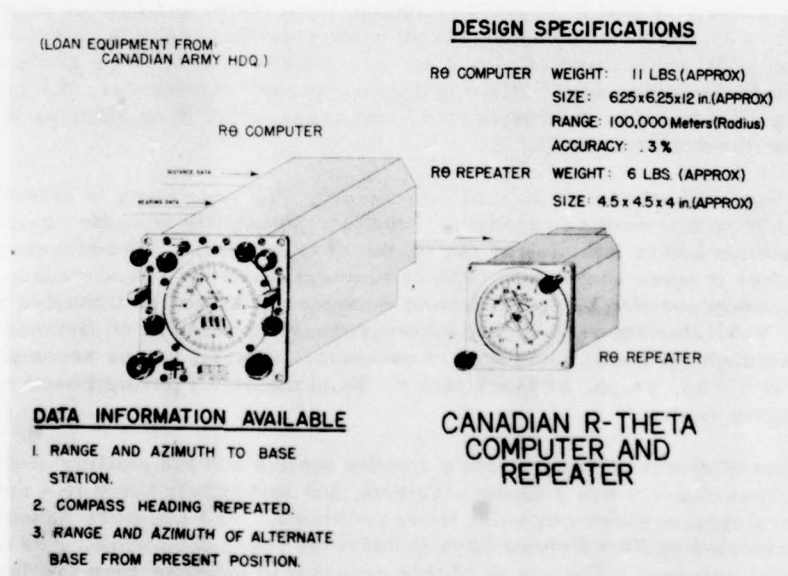 (LOAN EQUIPMENT FROM
CANADIAN ARMY HDQ.)
DESIGN SPECIFICATIONS
RΘ COMPUTER WEIGHT: 11 LBS. (APPROX)
SIZE: 6.25 x 6.25 x 12 in. (APPROX)
RANGE: 100,000 Meters (Radius)
ACCURACY: .3 %
RΘ REPEATER WEIGHT: 6 LBS. (APPROX)
SIZE: 4.5 x 4.5 x 4 in. (APPROX)
RΘ COMPUTER
DISTANCE DATA
BEARING DATA
RΘ REPEATER
DATA INFORMATION AVAILABLE
1. RANGE AND AZIMUTH TO BASE
STATION.
2. COMPASS HEADING REPEATED.
3. RANGE AND AZIMUTH OF ALTERNATE
BASE FROM PRESENT POSITION.
CANADIAN R-THETA
COMPUTER AND
REPEATER